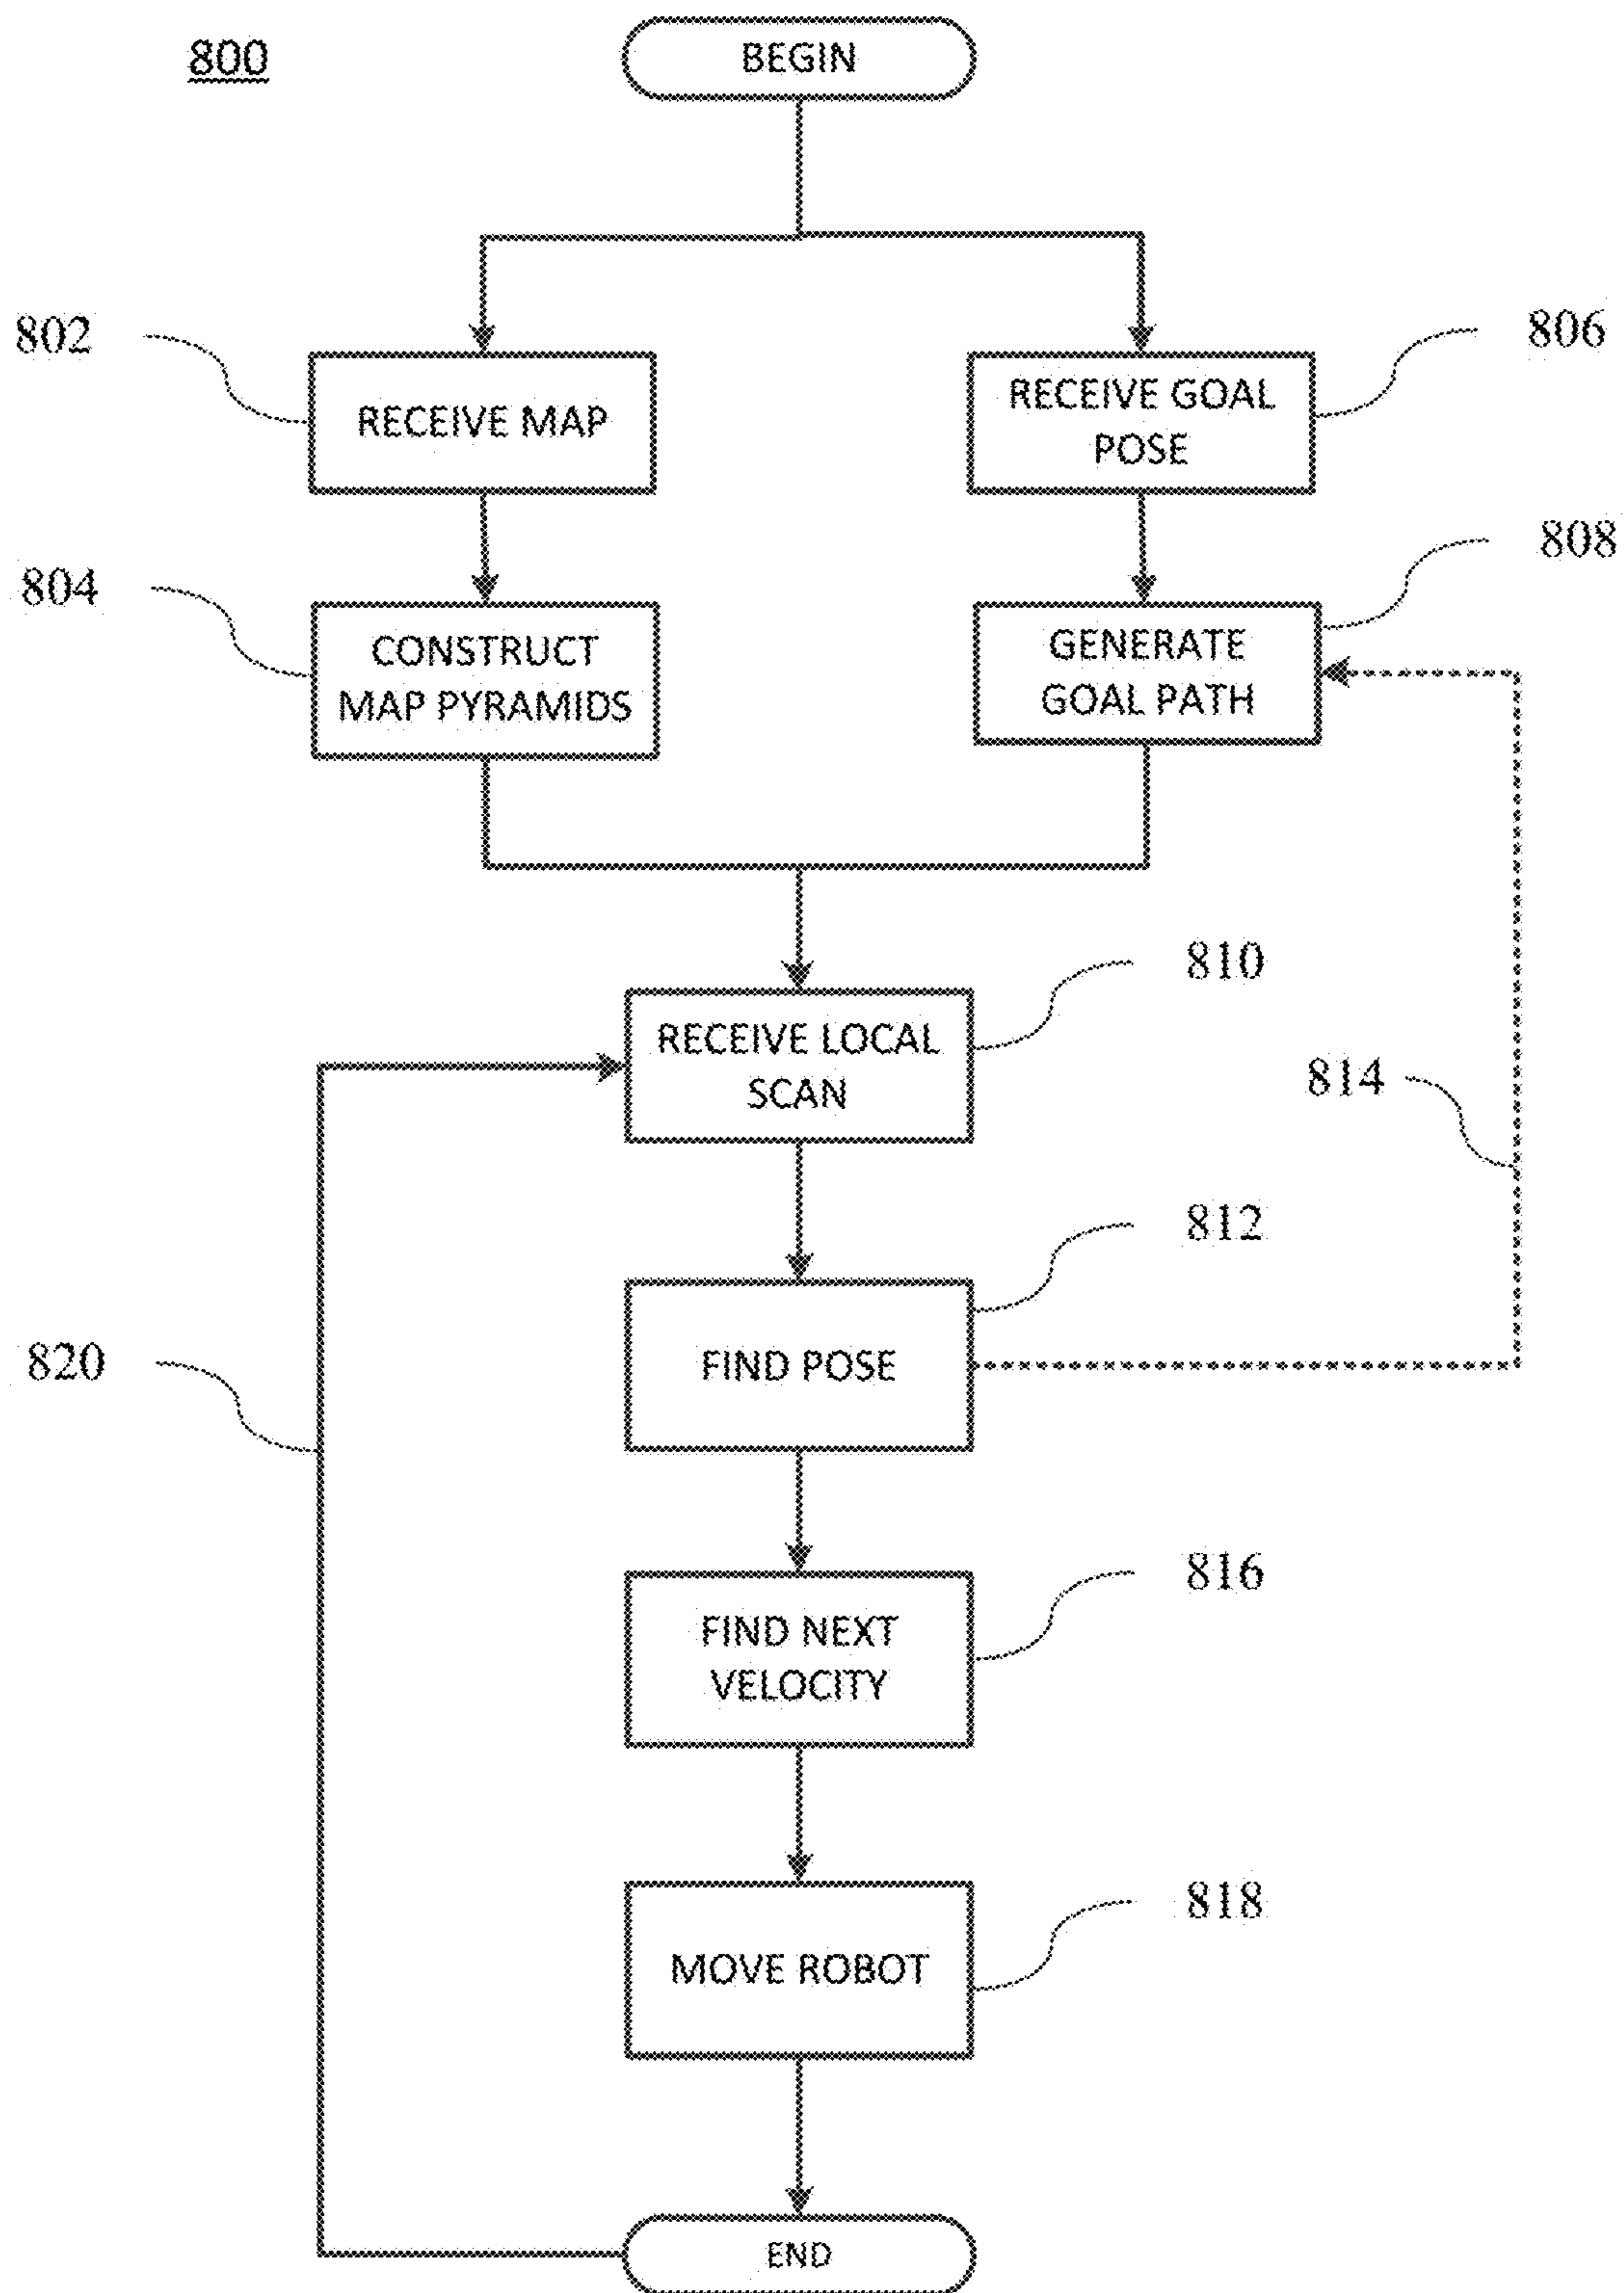 800
BEGIN
802
RECEIVE MAP
RECEIVE GOAL
POSE
806
804
CONSTRUCT
MAP PYRAMIDS
GENERATE
GOAL PATH
808
RECEIVE LOCAL
SCAN
810
814
FIND POSE
812
820
FIND NEXT
VELOCITY
816
MOVE ROBOT
818
END